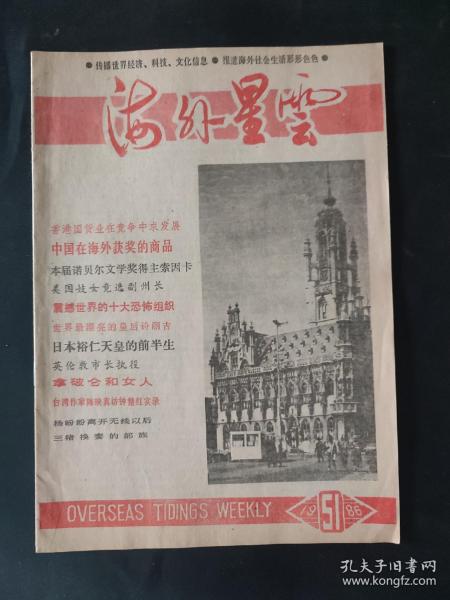 ● 传播世界经济、科技、文化信息 ● 报道海外社会生活形形色色 ●
海外星雲
香港国货业在竞争中求发展
中国在海外获奖的商品
本届诺贝尔文学奖得主索因卡
美国妓女竞选副州长
震撼世界的十大恐怖组织
世界最漂亮的皇后诗丽吉
日本裕仁天皇的前半生
英伦敦市长执役
拿破仑和女人
台湾作家陈映真访钟楚红实录
杨盼盼离开无线以后
三猪换妻的部族
OVERSEAS TIDINGS WEEKLY
19 51 86
孔夫子旧书网
www.kongfz.com